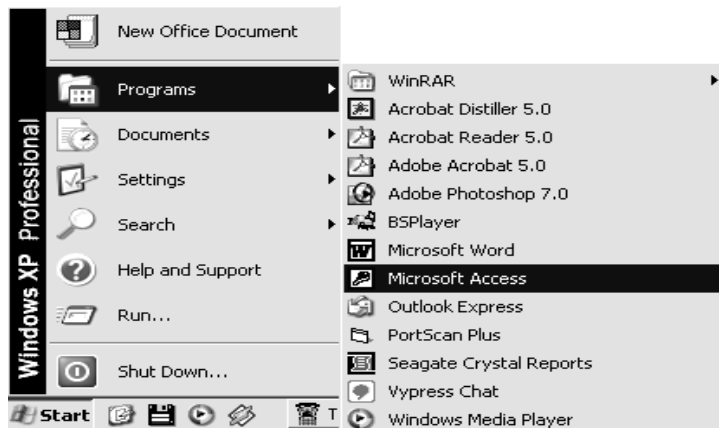 New Office Document
Programs
Documents
Settings
Search
Help and Support
Run...
Shut Down...
Windows XP Professional
Start
T
WinRAR
Acrobat Distiller 5.0
Acrobat Reader 5.0
Adobe Acrobat 5.0
Adobe Photoshop 7.0
BSPlayer
Microsoft Word
Microsoft Access
Outlook Express
PortScan Plus
Seagate Crystal Reports
Vypress Chat
Windows Media Player